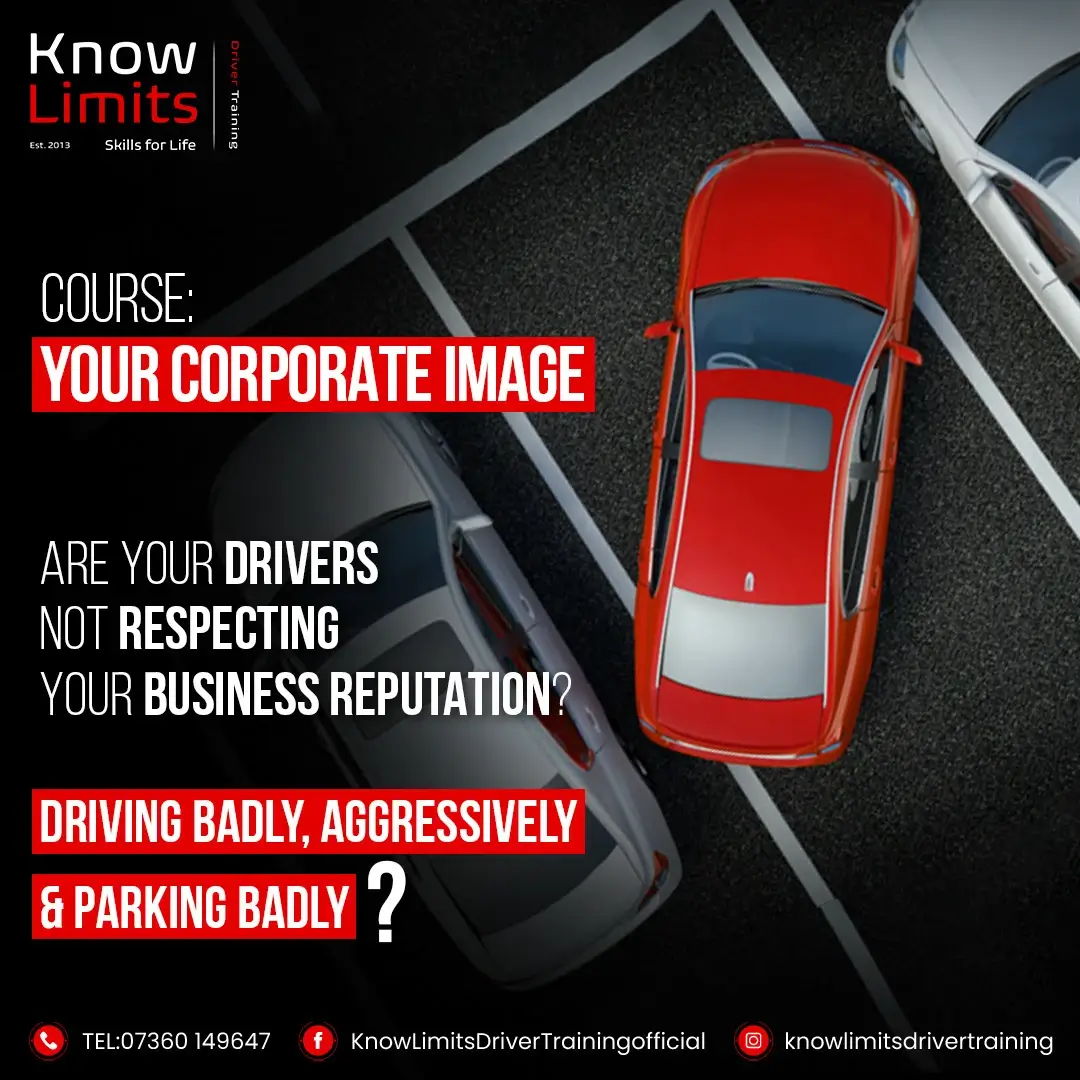 Know
Limits
Est. 2013 Skills for Life
Driver Training
COURSE:
YOUR CORPORATE IMAGE
ARE YOUR DRIVERS
NOT RESPECTING
YOUR BUSINESS REPUTATION?
DRIVING BADLY, AGGRESSIVELY
& PARKING BADLY ?
TEL:07360 149647 KnowLimitsDriverTrainingofficial knowlimitsdrivertraining